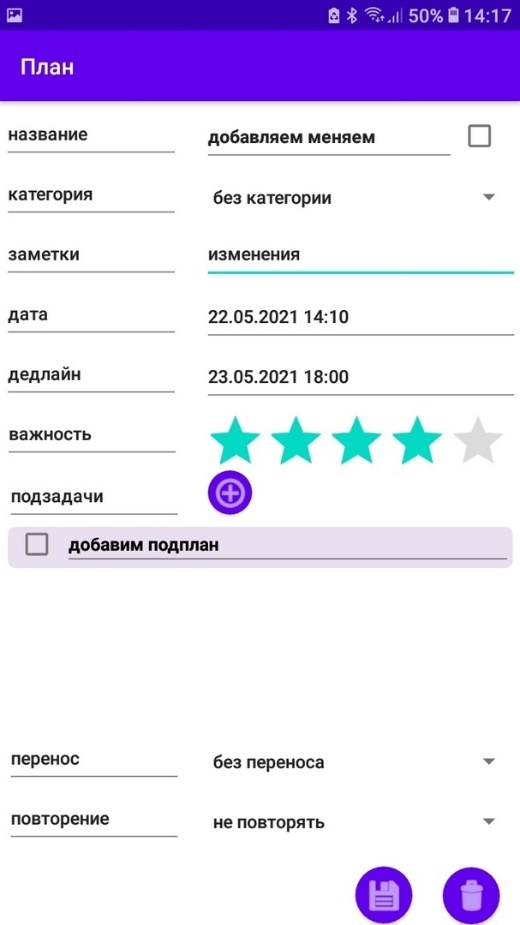 50% 14:17
План
название добавляем меняем
категория без категории
заметки изменения
дата 22.05.2021 14:10
дедлайн 23.05.2021 18:00
важность
подзадачи
добавим подплан
перенос без переноса
повторение не повторять